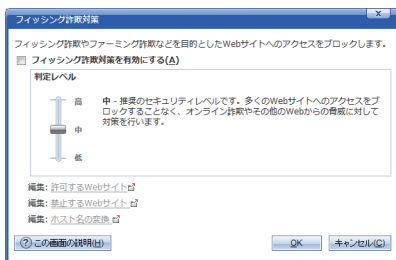 フィッシング詐欺対策
フィッシング詐欺やファーミング詐欺などを目的としたWebサイトへのアクセスをブロックします。
フィッシング詐欺対策を有効にする(A)
判定レベル
高
中
低
中 - 推奨のセキュリティレベルです。多くのWebサイトへのアクセスをブ
ロックすることなく、オンライン詐欺やその他のWebからの脅威に対して
対策を行います。
編集: 許可するWebサイト
編集: 禁止するWebサイト
編集: ホスト名の変換
? この画面の説明(H)
OK
キャンセル(C)